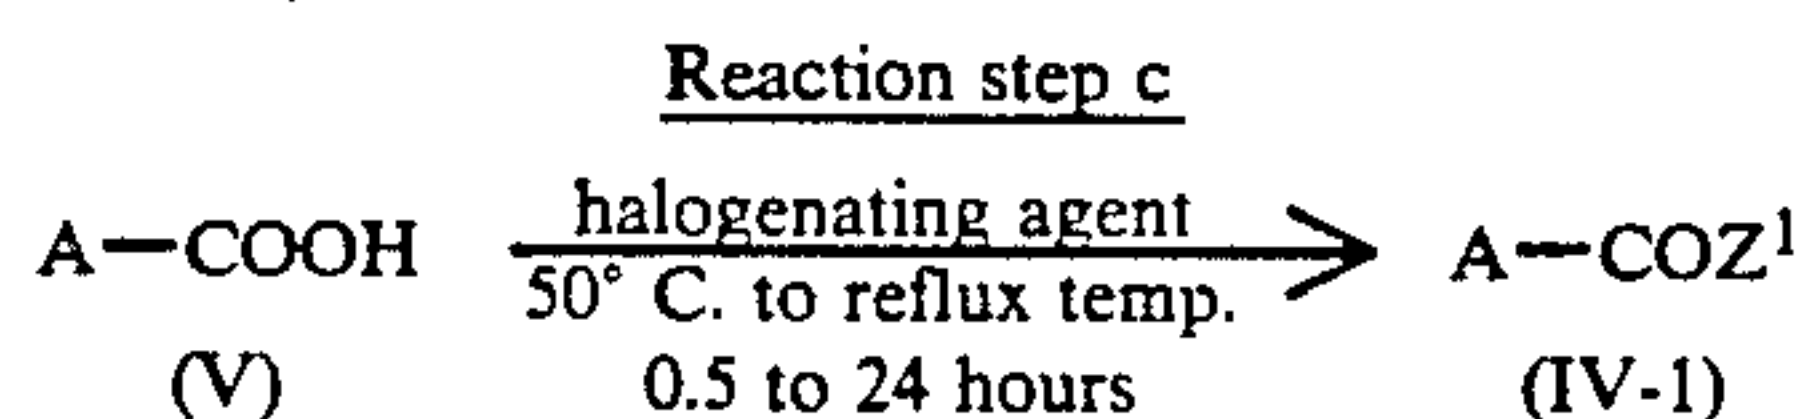 Reaction step c
halogenating agent
A—COOH A—COZ¹
50° C. to reflux temp.
(V) 0.5 to 24 hours (IV-1)